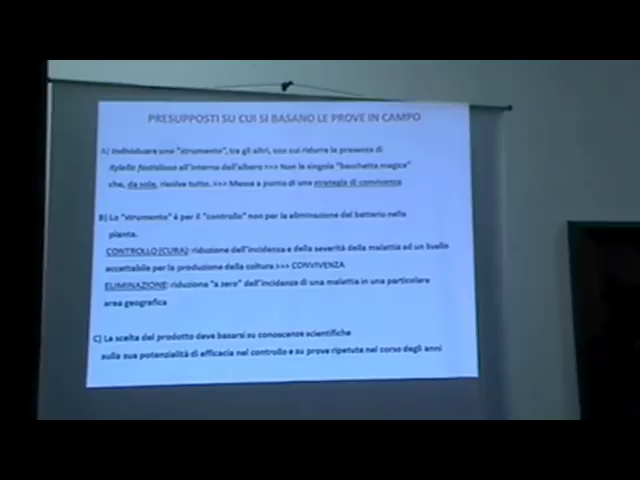 PRESUPPOSTI SU CUI SI BASANO LE PROVE IN CAMPO
A) Individuare uno "strumento", tra gli altri, con cui ridurre la presenza di
Xylella fastidiosa all'interno dell'albero >>> Non la singola "bacchetta magica"
che, da sola, risolve tutto. >>> Messa a punto di una strategia di convivenza
B) Lo "strumento" è per il "controllo" non per la eliminazione del batterio nella
pianta.
CONTROLLO (CURA): riduzione dell'incidenza e della severità della malattia ad un livello
accettabile per la produzione della coltura >>> CONVIVENZA
ELIMINAZIONE: riduzione "a zero" dell'incidenza di una malattia in una particolare
area geografica
C) La scelta del prodotto deve basarsi su conoscenze scientifiche
sulla sua potenzialità di efficacia nel controllo e su prove ripetute nel corso degli anni